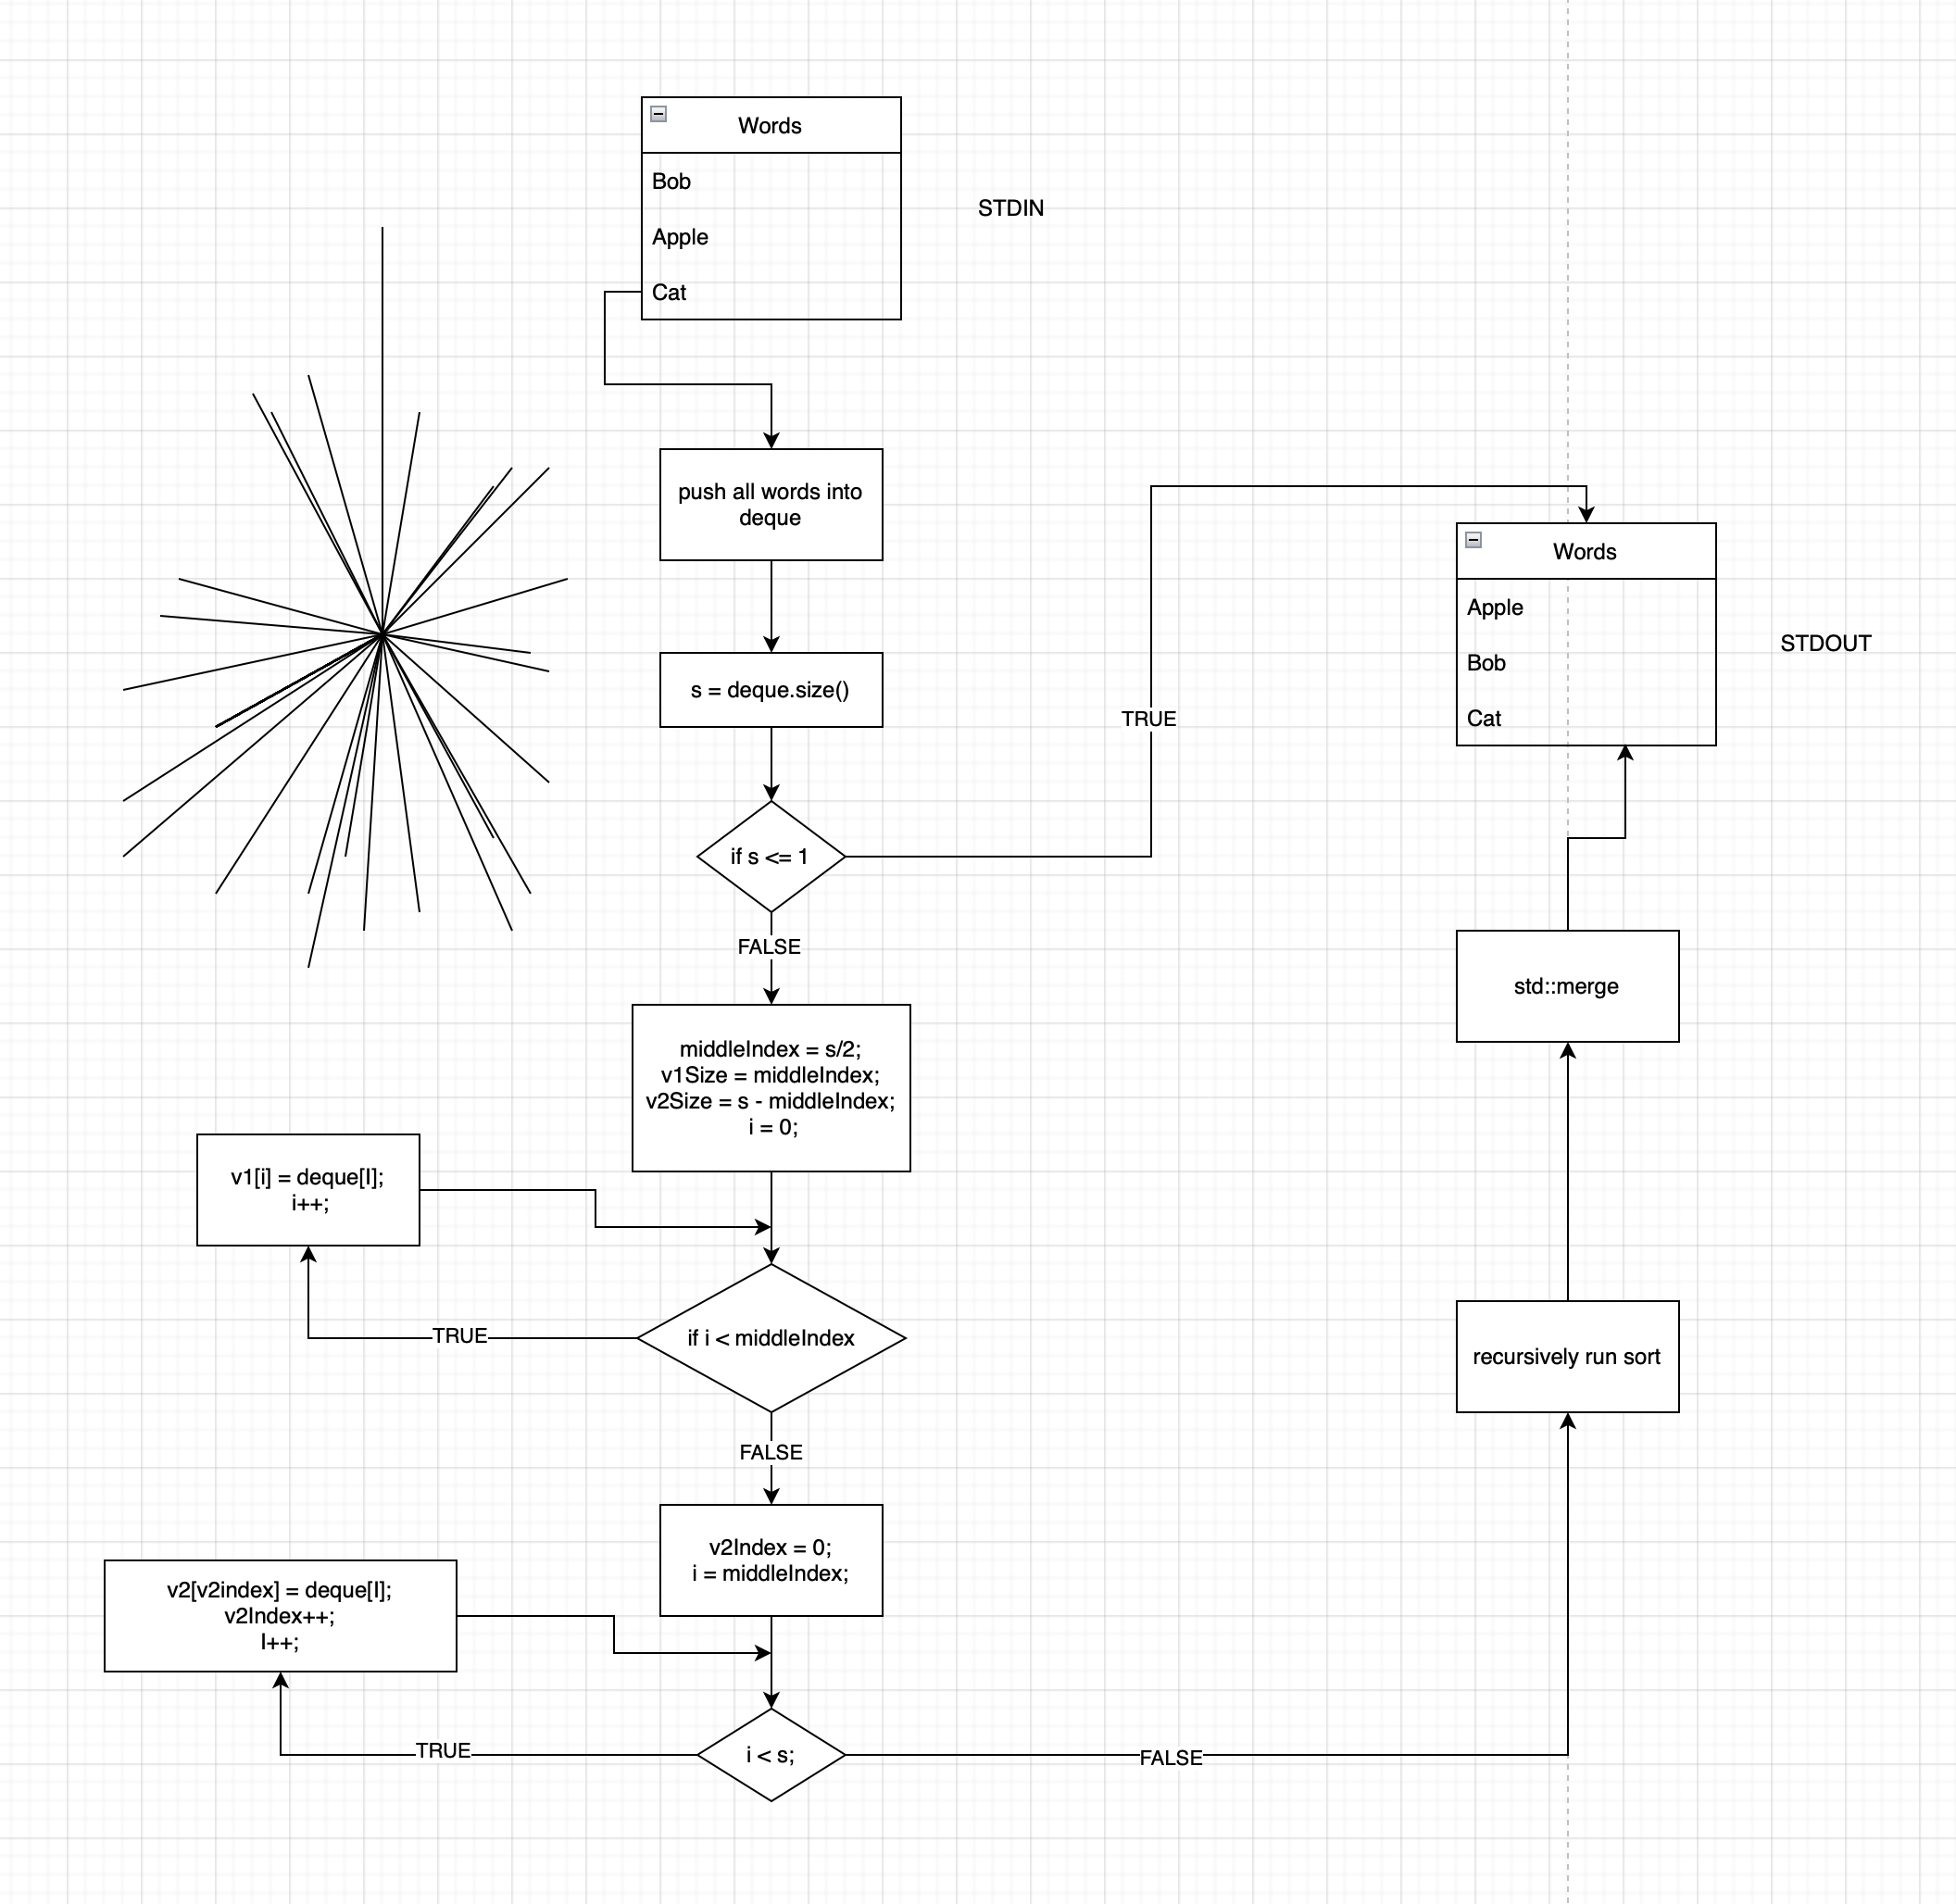 Words
Bob
STDIN
Apple
Cat
push all words into
deque
s = deque.size()
if s <= 1
TRUE
FALSE
middleIndex = s/2;
v1Size = middleIndex;
v2Size = s - middleIndex;
i = 0;
v1[i] = deque[I];
i++;
if i < middleIndex
TRUE
FALSE
v2Index = 0;
i = middleIndex;
v2[v2index] = deque[I];
v2Index++;
I++;
i < s;
TRUE
FALSE
recursively run sort
std::merge
Words
Apple
Bob
Cat
STDOUT